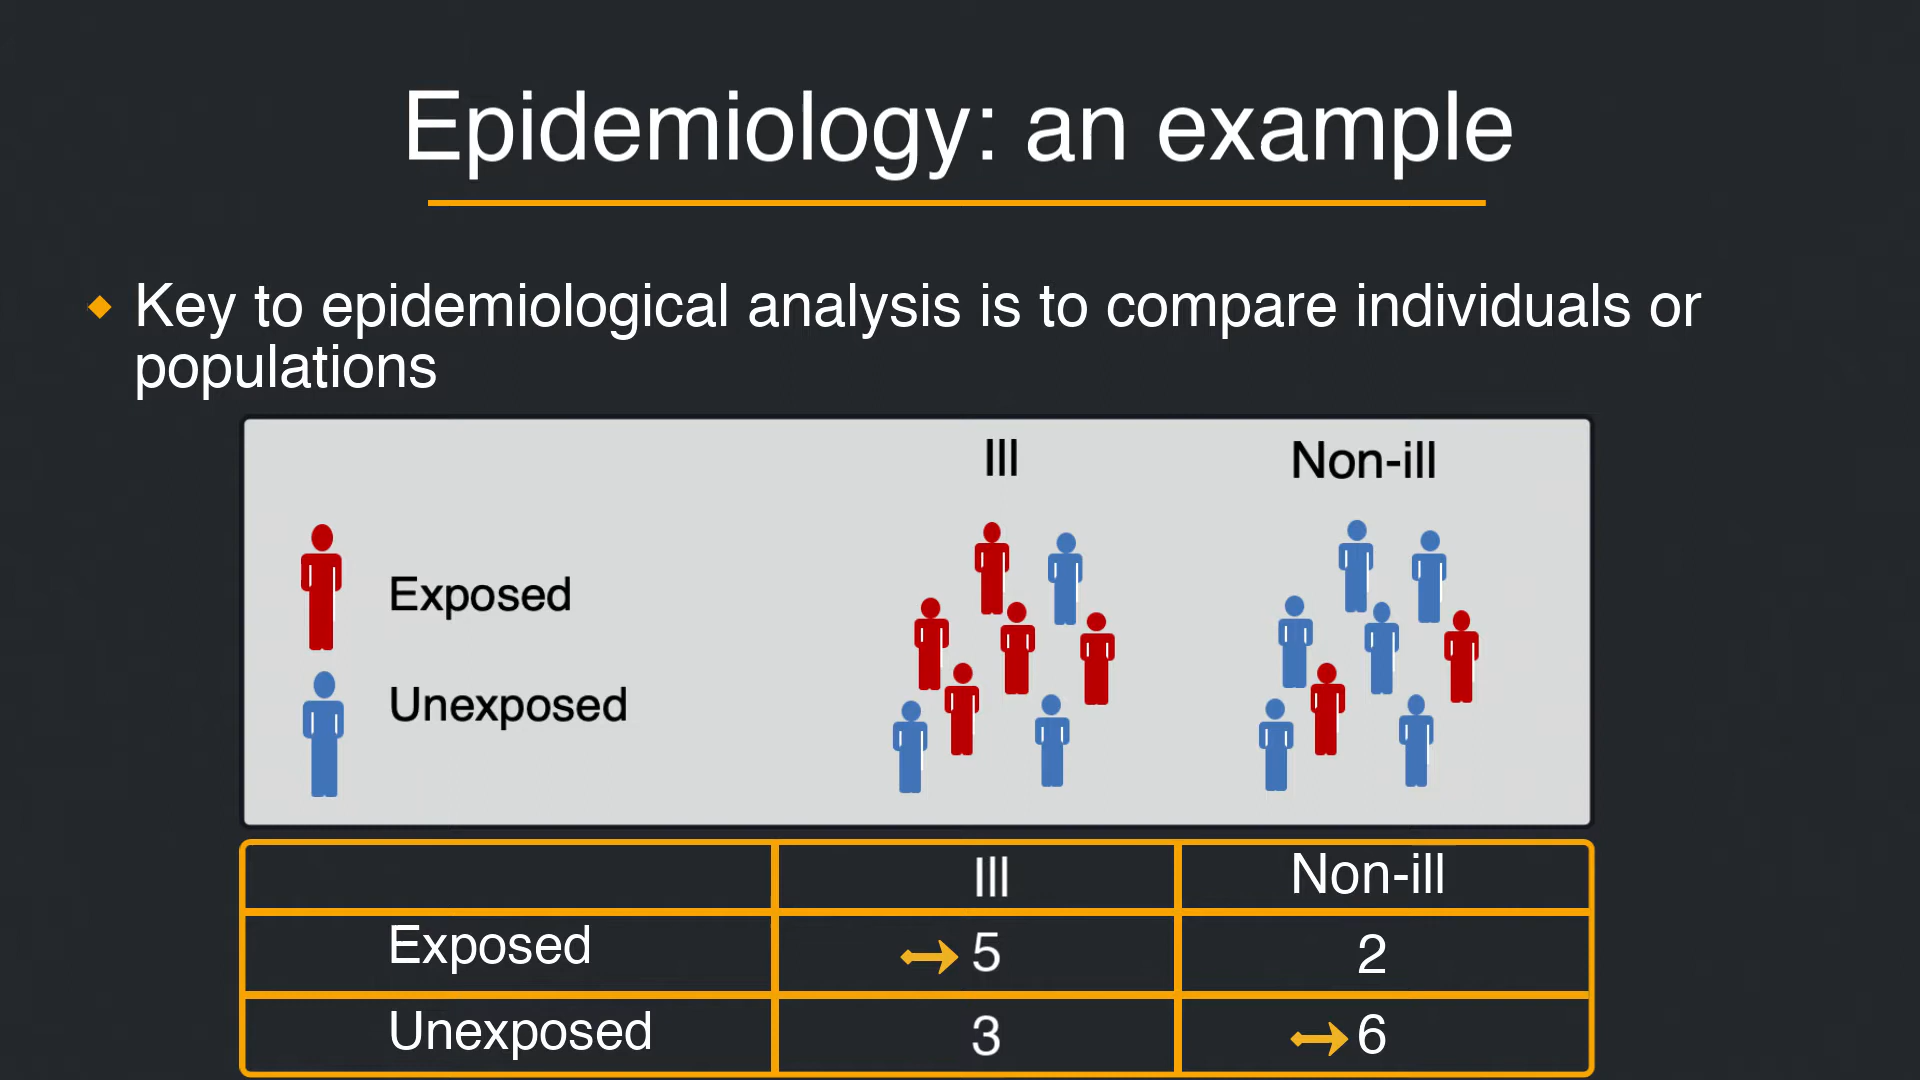 Epidemiology: an example
Key to epidemiological analysis is to compare individuals or
populations
Ill Non-ill
Exposed
Unexposed
Ill Non-ill
Exposed 5 2
Unexposed 3 6